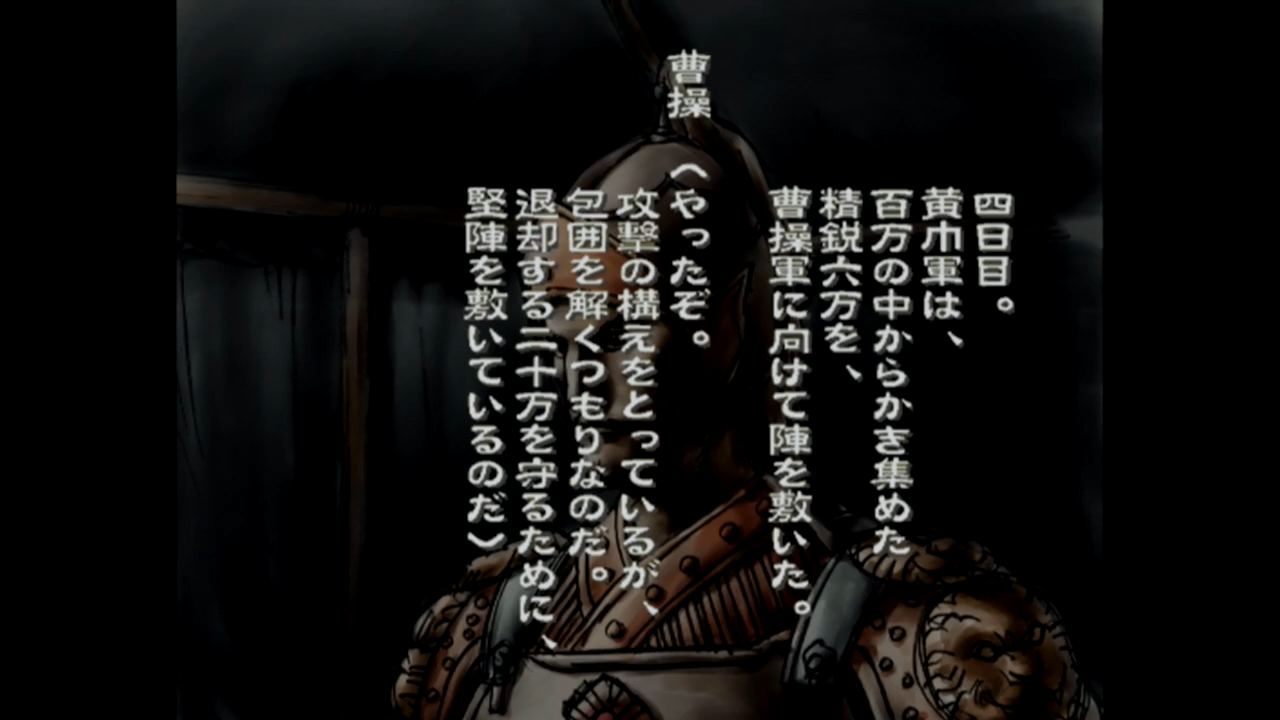 四日目。
黄巾軍は、
百万の中からかき集めた
精鋭六万を、
曹操軍に向けて陣を敷いた。
曹操
（やったぞ。
攻撃の構えをとっているが、
包囲を解くつもりなのだ。
退却する二十万を守るために、
堅陣を敷いているのだ）